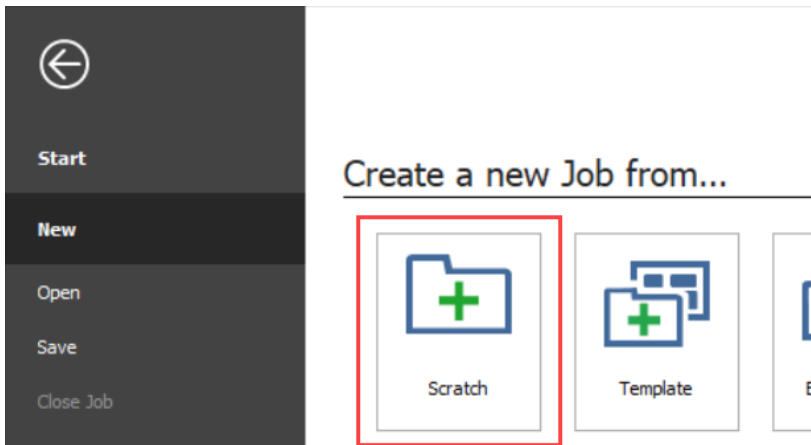 Start
New
Open
Save
Close Job
Create a new Job from...
Scratch
Template